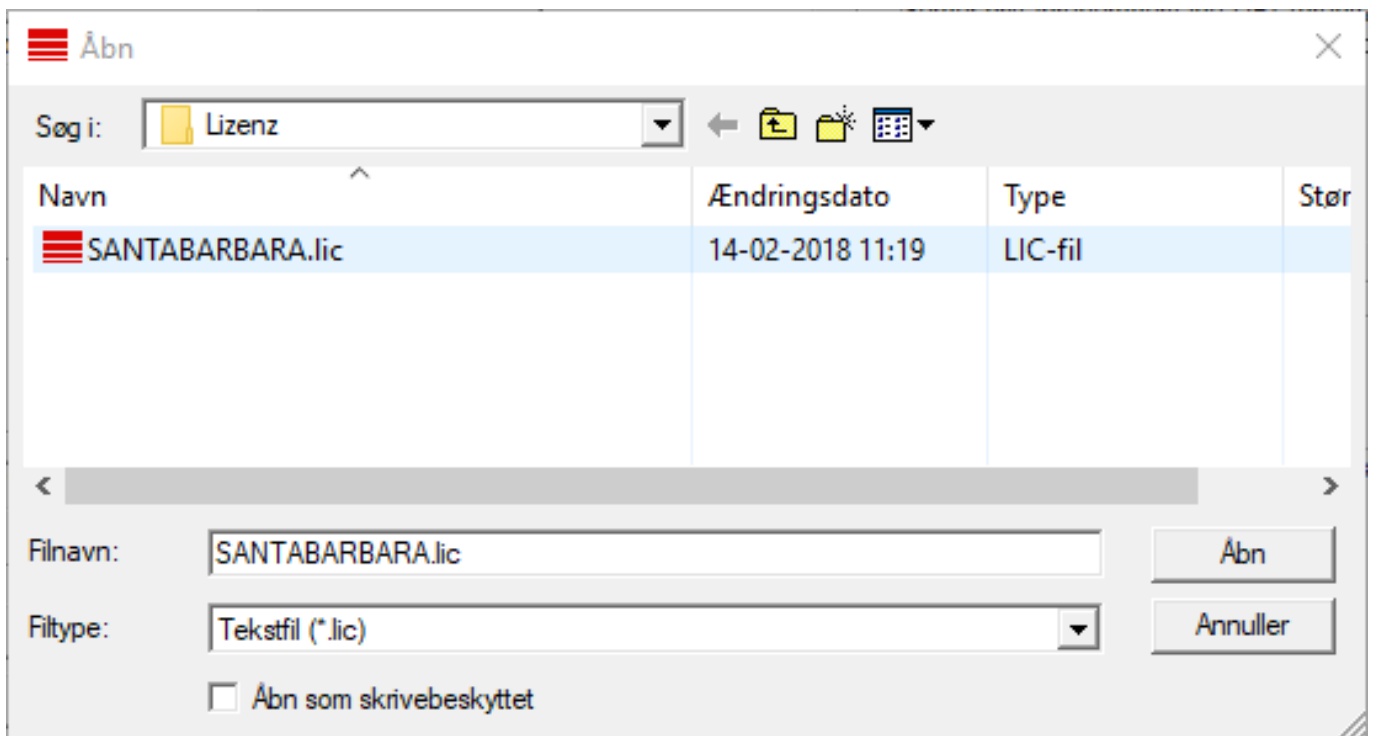 Åbn
Søg i: Lizenz
Navn Ændringsdato Type Stør
SANTABARBARA.lic 14-02-2018 11:19 LIC-fil
Filnavn: SANTABARBARA.lic Åbn
Filtype: Tekstfil (*.lic) Annuller
Åbn som skrivebeskyttet